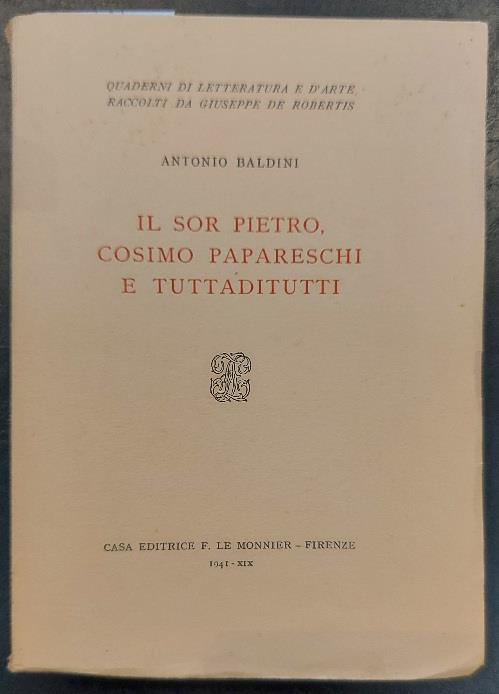 QUADERNI DI LETTERATURA E D'ARTE
RACCOLTI DA GIUSEPPE DE ROBERTIS
ANTONIO BALDINI
IL SOR PIETRO,
COSIMO PAPARESCHI
E TUTTADITUTTI
CASA EDITRICE F. LE MONNIER – FIRENZE
1941 - XIX